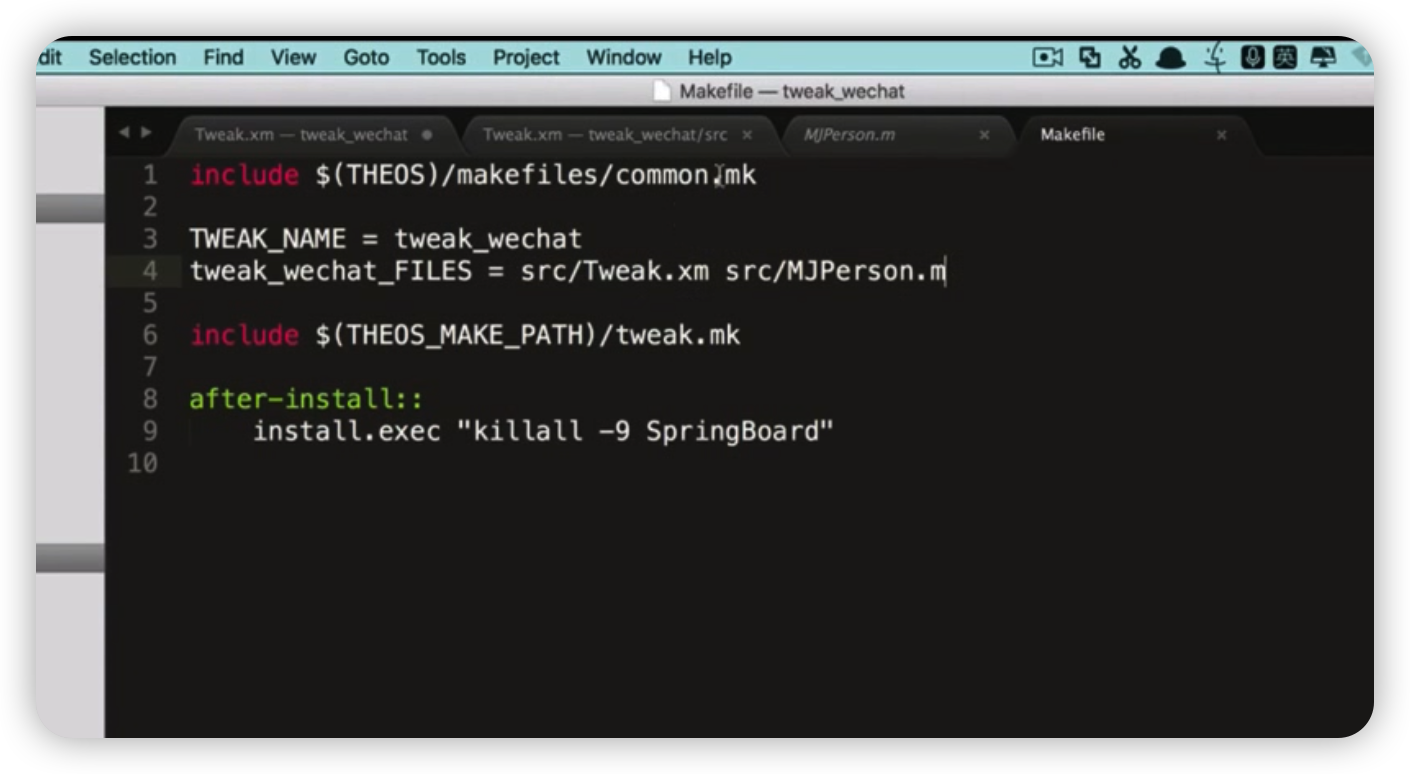 dit Selection Find View Goto Tools Project Window Help 英
Makefile — tweak_wechat
Tweak.xm — tweak_wechat Tweak.xm — tweak_wechat/src MJPerson.m Makefile
1 include $(THEOS)/makefiles/common.mk
2
3 TWEAK_NAME = tweak_wechat
4 tweak_wechat_FILES = src/Tweak.xm src/MJPerson.m
5
6 include $(THEOS_MAKE_PATH)/tweak.mk
7
8 after-install::
9 install.exec "killall -9 SpringBoard"
10